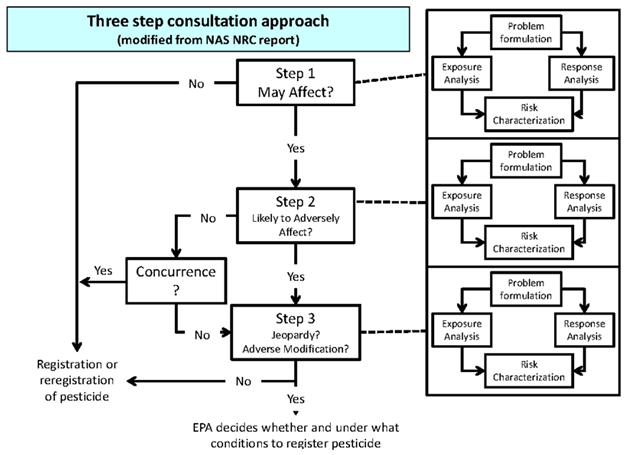 Three step consultation approach
(modified from NAS NRC report)
No
Step 1
May Affect?
Yes
No
Step 2
Likely to Adversely
Affect?
Yes
Concurrence
?
Yes
No
Step 3
Jeopardy?
Adverse Modification?
No
Registration or
reregistration
of pesticide
Yes
EPA decides whether and under what
conditions to register pesticide
Problem
formulation
Exposure
Analysis
Response
Analysis
Risk
Characterization
Problem
formulation
Exposure
Analysis
Response
Analysis
Risk
Characterization
Problem
formulation
Exposure
Analysis
Response
Analysis
Risk
Characterization